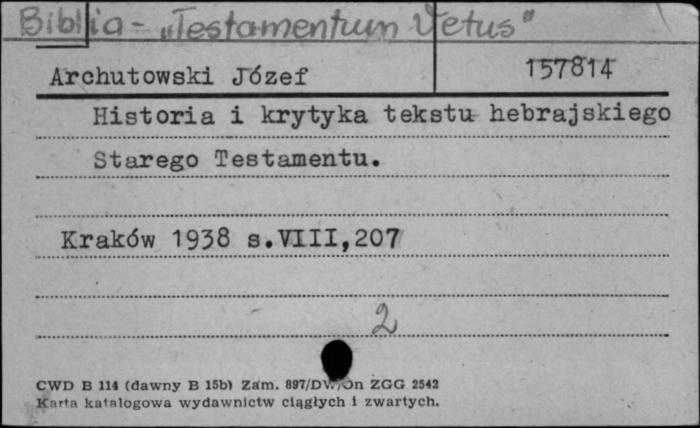 Biblia - „Testamentum Vetus"
Archutowski Józef 157814
Historia i krytyka tekstu hebrajskiego
Starego Testamentu.
Kraków 1938 s.VIII,207
2
CWD B 114 (dawny B 15b) Zam. 897/DW/On ZGG 2542
Karta katalogowa wydawnictw ciągłych i zwartych.